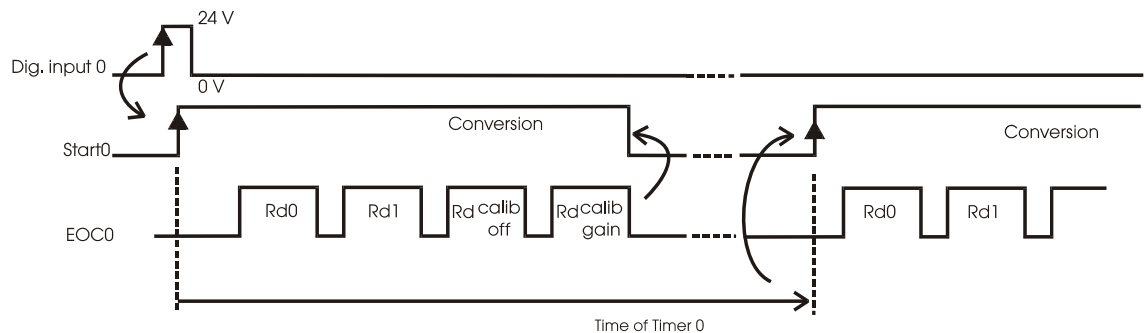 24 V
Dig. input 0
0 V
Conversion
Conversion
Start0
Rd0
Rd1
Rd calib off
Rd calib gain
Rd0
Rd1
EOC0
Time of Timer 0